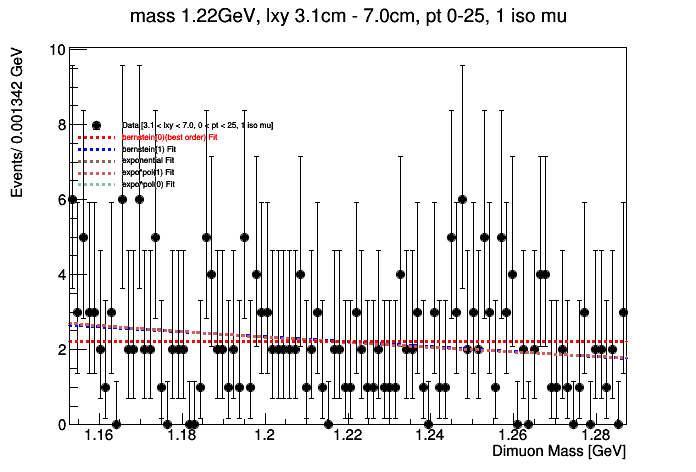 mass 1.22GeV, lxy 3.1cm - 7.0cm, pt 0-25, 1 iso mu
Events/ 0.001342 GeV
10
8
6
4
2
0
Data [3.1 < lxy < 7.0, 0 < pt < 25, 1 iso mu]
bernstein[0](best order) Fit
bernstein(1) Fit
exponential Fit
expo*pol(1) Fit
expo*pol(0) Fit
1.16 1.18 1.2 1.22 1.24 1.26 1.28
Dimuon Mass [GeV]